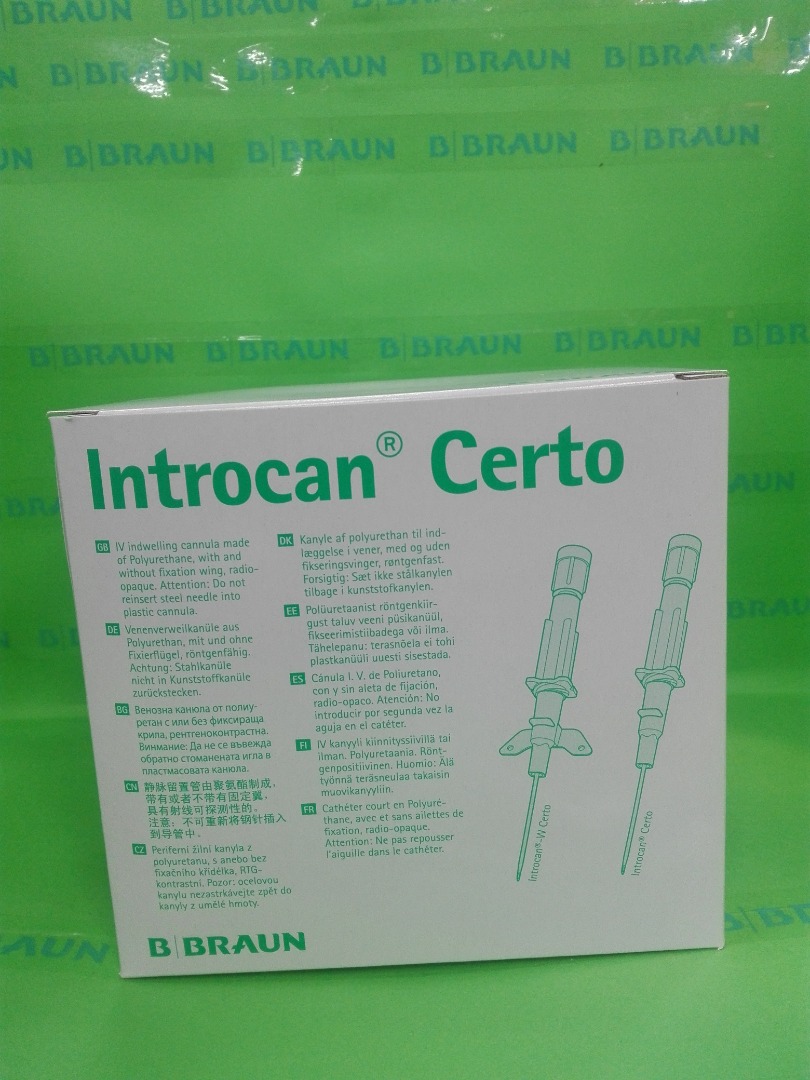 B|BRAUN B|BRAUN B|BRAUN
B|BRAUN B|BRAUN B|BRAUN B|BRAUN
B|BRAUN B|BRAUN B|BRAUN B|BRAUN
B|BRAUN B|BRAUN B|BRAUN
Introcan® Certo
GB IV indwelling cannula made
of Polyurethane, with and
without fixation wing, radio-
opaque. Attention: Do not
reinsert steel needle into
plastic cannula.
DE Venenverweilkanüle aus
Polyurethan, mit und ohne
Fixierflügel, röntgenfähig.
Achtung: Stahlkanüle
nicht in Kunststoffkanüle
zurückstecken.
BG Венозна канюла от полиу-
ретан с или без фиксираща
крила, рентгеноконтрастна.
Внимание: Да не се въвежда
обратно стоманената игла в
пластмасовата канюла.
CN 静脉留置管由聚氨酯制成，
带有或者不带有固定翼，
具有射线可探测性的。
注意：不可重新将钢针插入
到导管中。
CZ Periferní žilní kanyla z
polyuretanu, s anebo bez
fixačního křidélka, RTG-
kontrastní. Pozor: ocelovou
kanylu nezastrkávejte zpět do
kanyly z umělé hmoty.
DK Kanyle af polyurethan til ind-
læggelse i vener, med og uden
fikseringsvinger, røntgenfast.
Forsigtig: Sæt ikke stålkanylen
tilbage i kunststofkanylen.
EE Polüuretaanist röntgenkiir-
gust taluv veeni püsikanüül,
fikseerimistiibadega või ilma.
Tähelepanu: terasnõela ei tohi
plastkanüüli uuesti sisestada.
ES Cánula I. V. de Poliuretano,
con y sin aleta de fijación,
radio-opaco. Atención: No
introducir por segunda vez la
aguja en el catéter.
FI IV kanyyli kiinnityssiivillä tai
ilman. Polyuretaania. Rönt-
genpositiivinen. Huomio: Älä
työnnä teräsneulaa takaisin
muovikanyyliin.
FR Cathéter court en Polyuré-
thane, avec et sans ailettes de
fixation, radio-opaque.
Attention: Ne pas repousser
l'aiguille dans le cathêter.
Introcan®-W Certo
Introcan® Certo
B|BRAUN